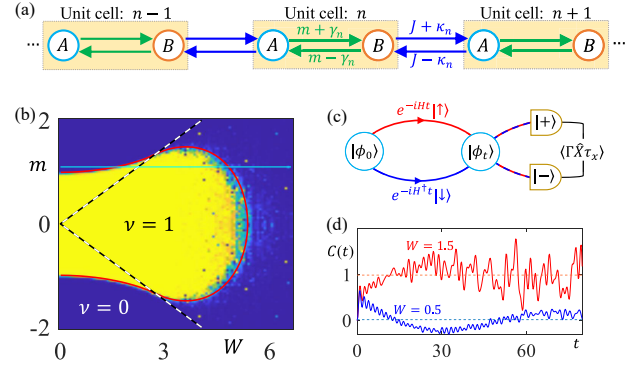 (a)
Unit cell: n − 1
Unit cell: n
Unit cell: n + 1
... A B A m + γₙ m − γₙ B J + κₙ J − κₙ A B ...
(b)
2
m
0
-2
ν = 1
ν = 0
0 3 W 6
(c)
e^{-iHt}|↑⟩
|ϕ₀⟩ |ϕₜ⟩
e^{-iH†t}|↓⟩
|+⟩
|−⟩
⟨ΓX̂τₓ⟩
(d)
C(t)
W = 1.5
1
W = 0.5
0
0 30 60 t